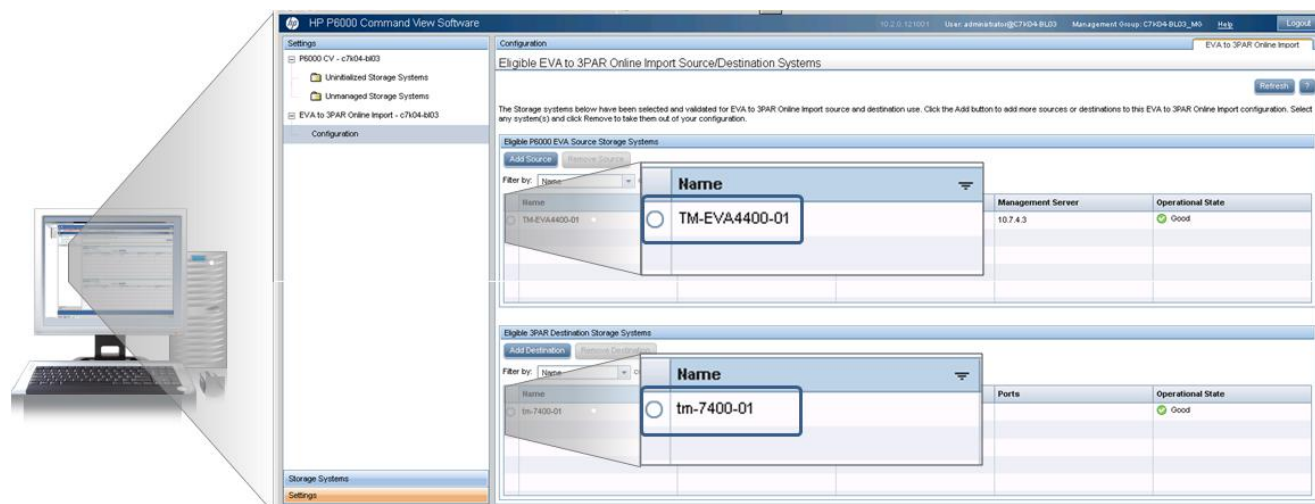 HP P6000 Command View Software
10.2.0.121001 User: administrator@C7KD4-BL03 Management Group: C7KD4-BL03_MG Help Logout
Settings
Configuration
EVA to 3PAR Online Import
P6000 CV - c7k04-bl03
Uninitialized Storage Systems
Unmanaged Storage Systems
EVA to 3PAR Online Import - c7k04-bl03
Configuration
Eligible EVA to 3PAR Online Import Source/Destination Systems
Refresh ?
The Storage systems below have been selected and validated for EVA to 3PAR Online Import source and destination use. Click the Add button to add more sources or destinations to this EVA to 3PAR Online Import configuration. Select
any system(s) and click Remove to take them out of your configuration.
Eligible P6000 EVA Source Storage Systems
Add Source Remove Source
Filter by: Name
Name Management Server Operational State
TM-EVA4400-01 10.7.4.3 Good
Name
TM-EVA4400-01
Eligible 3PAR Destination Storage Systems
Add Destination Remove Destination
Filter by: Name
Name Ports Operational State
tm-7400-01 Good
Name
tm-7400-01
Storage Systems
Settings